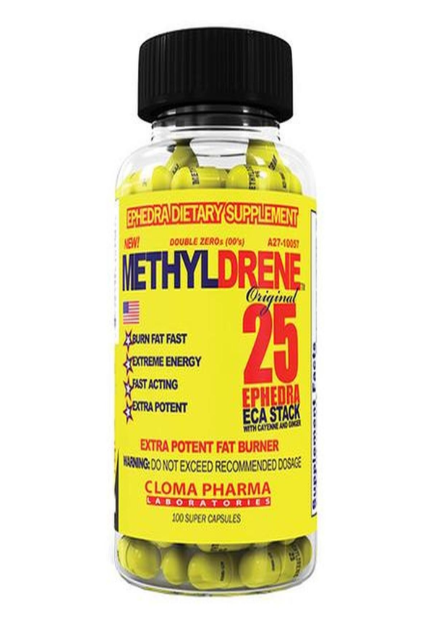 EPHEDRA DIETARY SUPPLEMENT
NEW! DOUBLE ZEROs (00's) A27-10057
METHYLDRENE
Original
25
BURN FAT FAST
EXTREME ENERGY
FAST ACTING
EXTRA POTENT
EPHEDRA
ECA STACK
WITH CAYENNE AND GINGER
EXTRA POTENT FAT BURNER
WARNING: DO NOT EXCEED RECOMMENDED DOSAGE
CLOMA PHARMA
LABORATORIES
100 SUPER CAPSULES
Supplement Facts